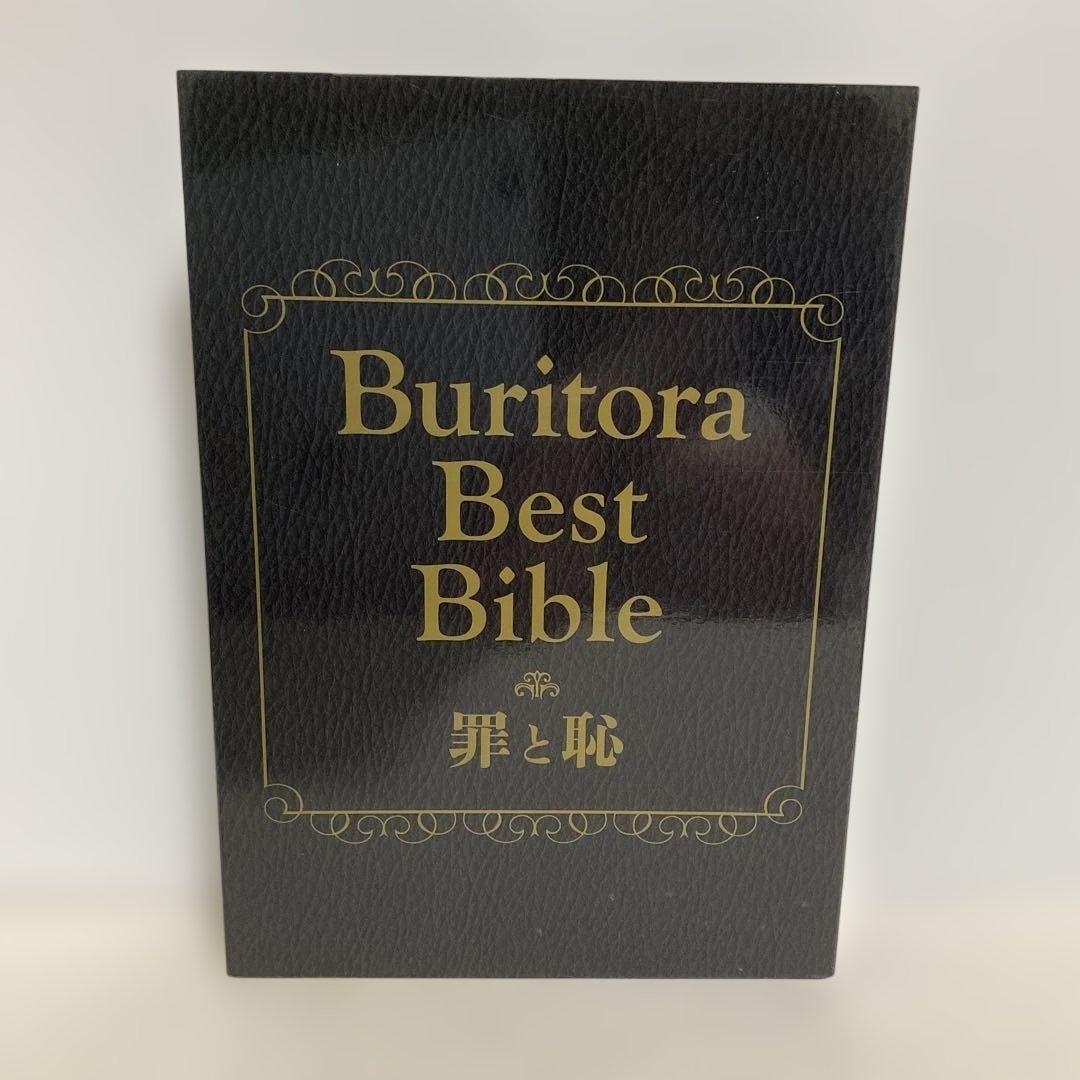 Buritora
Best
Bible
罪と恥